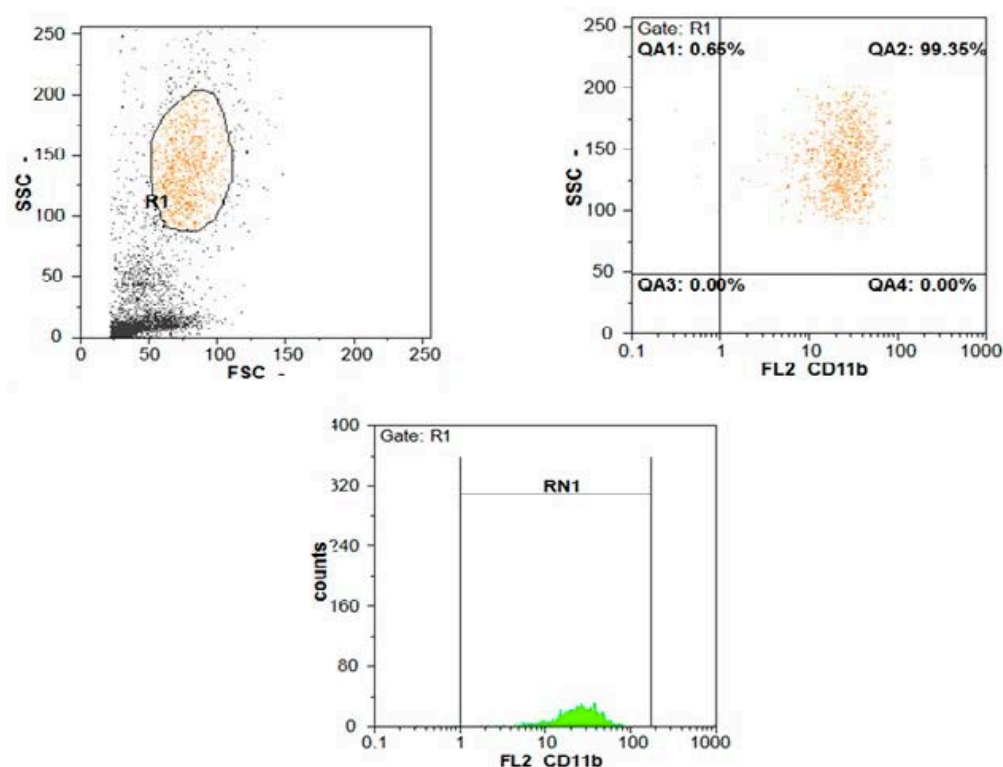 250
200
150
100
50
0
SSC -
R1
0 50 100 150 200 250
FSC -
Gate: R1
QA1: 0.65% QA2: 99.35%
250
200
150
100
50
0
SSC -
QA3: 0.00% QA4: 0.00%
0.1 1 10 100 1000
FL2 CD11b
Gate: R1
400
320
240
160
80
0
counts
RN1
0.1 1 10 100 1000
FL2 CD11b